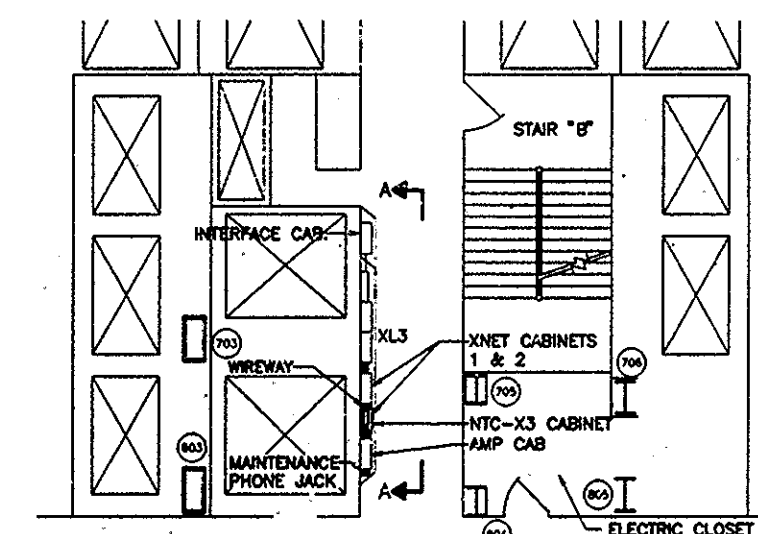 STAIR "B"
A
INTERFACE CAB.
XL3
703
WIREWAY
XNET CABINETS
1 & 2
706
705
NTC-X3 CABINET
AMP CAB
803
MAINTENANCE
PHONE JACK
A
805
ELECTRIC CLOSET